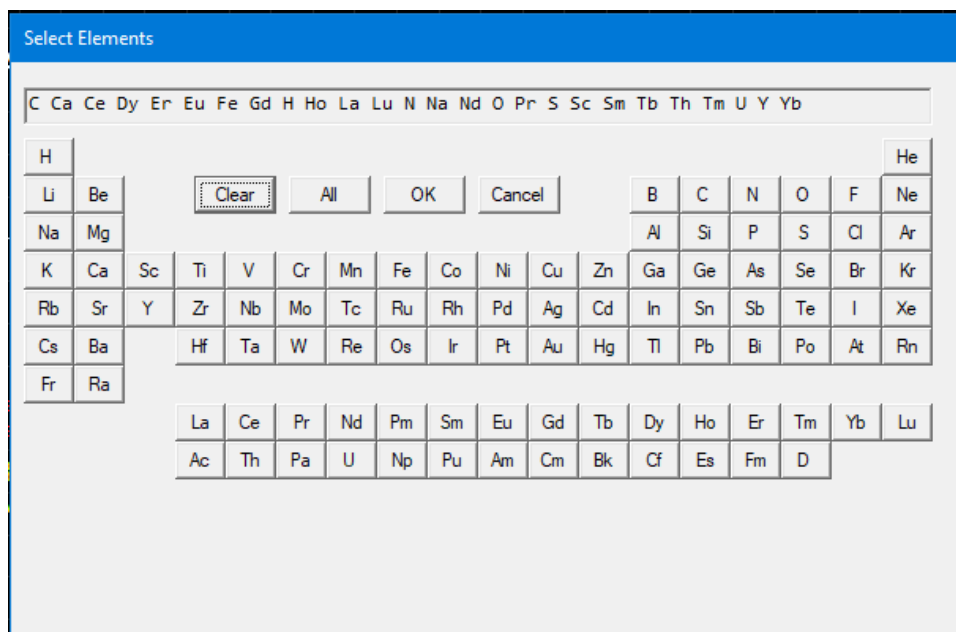 Select Elements
C Ca Ce Dy Er Eu Fe Gd H Ho La Lu N Na Nd O Pr S Sc Sm Tb Th Tm U Y Yb
H He
Li Be Clear All OK Cancel B C N O F Ne
Na Mg Al Si P S Cl Ar
K Ca Sc Ti V Cr Mn Fe Co Ni Cu Zn Ga Ge As Se Br Kr
Rb Sr Y Zr Nb Mo Tc Ru Rh Pd Ag Cd In Sn Sb Te I Xe
Cs Ba Hf Ta W Re Os Ir Pt Au Hg Tl Pb Bi Po At Rn
Fr Ra
La Ce Pr Nd Pm Sm Eu Gd Tb Dy Ho Er Tm Yb Lu
Ac Th Pa U Np Pu Am Cm Bk Cf Es Fm D